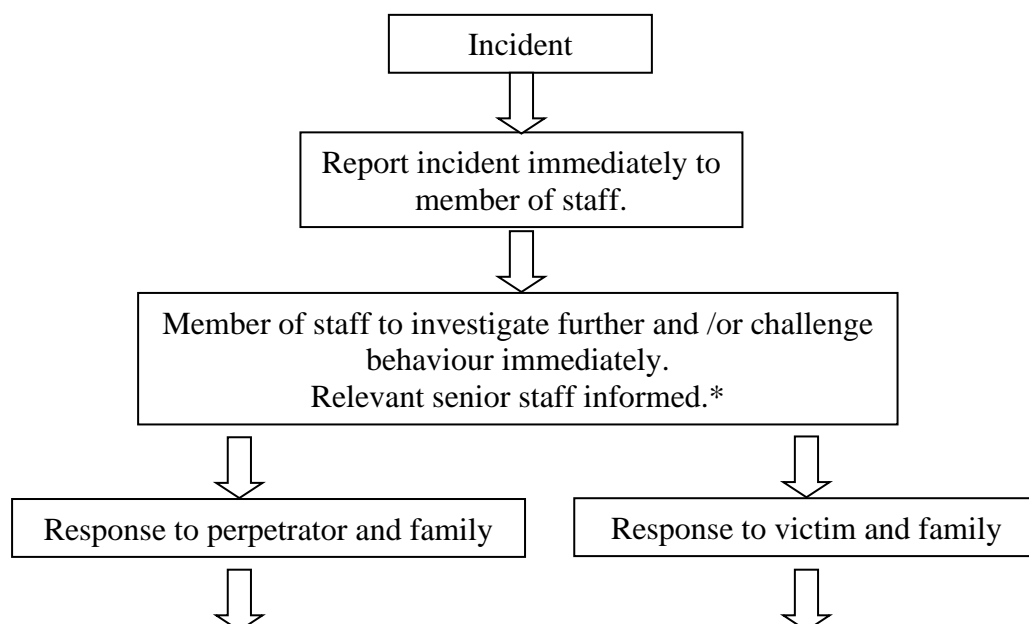 Incident
Report incident immediately to
member of staff.
Member of staff to investigate further and /or challenge
behaviour immediately.
Relevant senior staff informed.*
Response to perpetrator and family
Response to victim and family